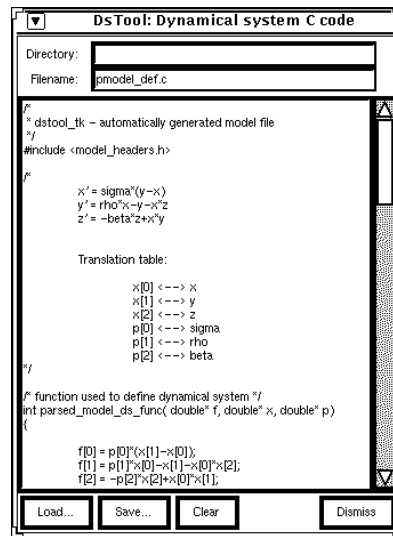 DsTool: Dynamical system C code
Directory:
Filename: pmodel_def.c
/*
* dstool_tk – automatically generated model file
*/
#include <model_headers.h>
/*
x' = sigma*(y-x)
y' = rho*x-y-x*z
z' = -beta*z+x*y
Translation table:
x[0] <--> x
x[1] <--> y
x[2] <--> z
p[0] <--> sigma
p[1] <--> rho
p[2] <--> beta
*/
/* function used to define dynamical system */
int parsed_model_ds_func( double* f, double* x, double* p)
{
f[0] = p[0]*(x[1]-x[0]);
f[1] = p[1]*x[0]-x[1]-x[0]*x[2];
f[2] = -p[2]*x[2]+x[0]*x[1];
Load... Save... Clear Dismiss